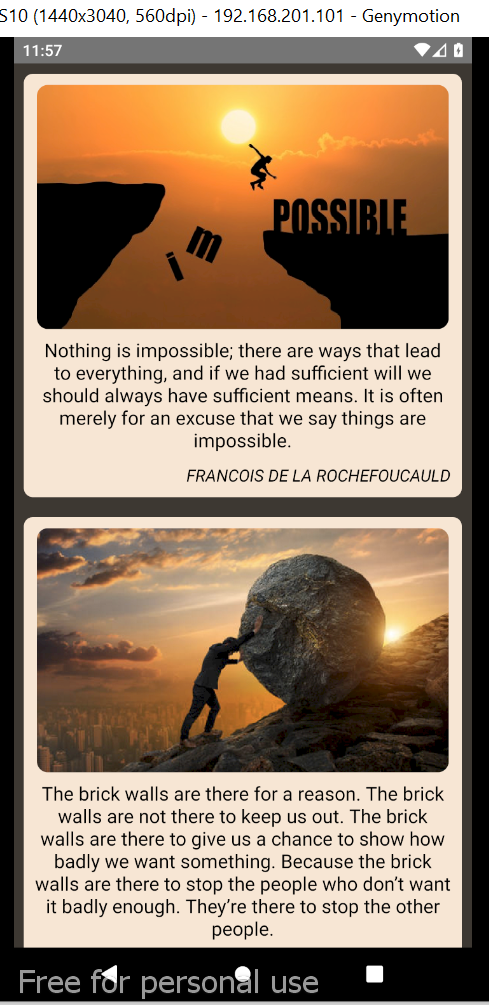 S10 (1440x3040, 560dpi) - 192.168.201.101 - Genymotion
11:57
POSSIBLE
im
Nothing is impossible; there are ways that lead
to everything, and if we had sufficient will we
should always have sufficient means. It is often
merely for an excuse that we say things are
impossible.
FRANCOIS DE LA ROCHEFOUCAULD
The brick walls are there for a reason. The brick
walls are not there to keep us out. The brick
walls are there to give us a chance to show how
badly we want something. Because the brick
walls are there to stop the people who don’t want
it badly enough. They’re there to stop the other
people.
Free for personal use